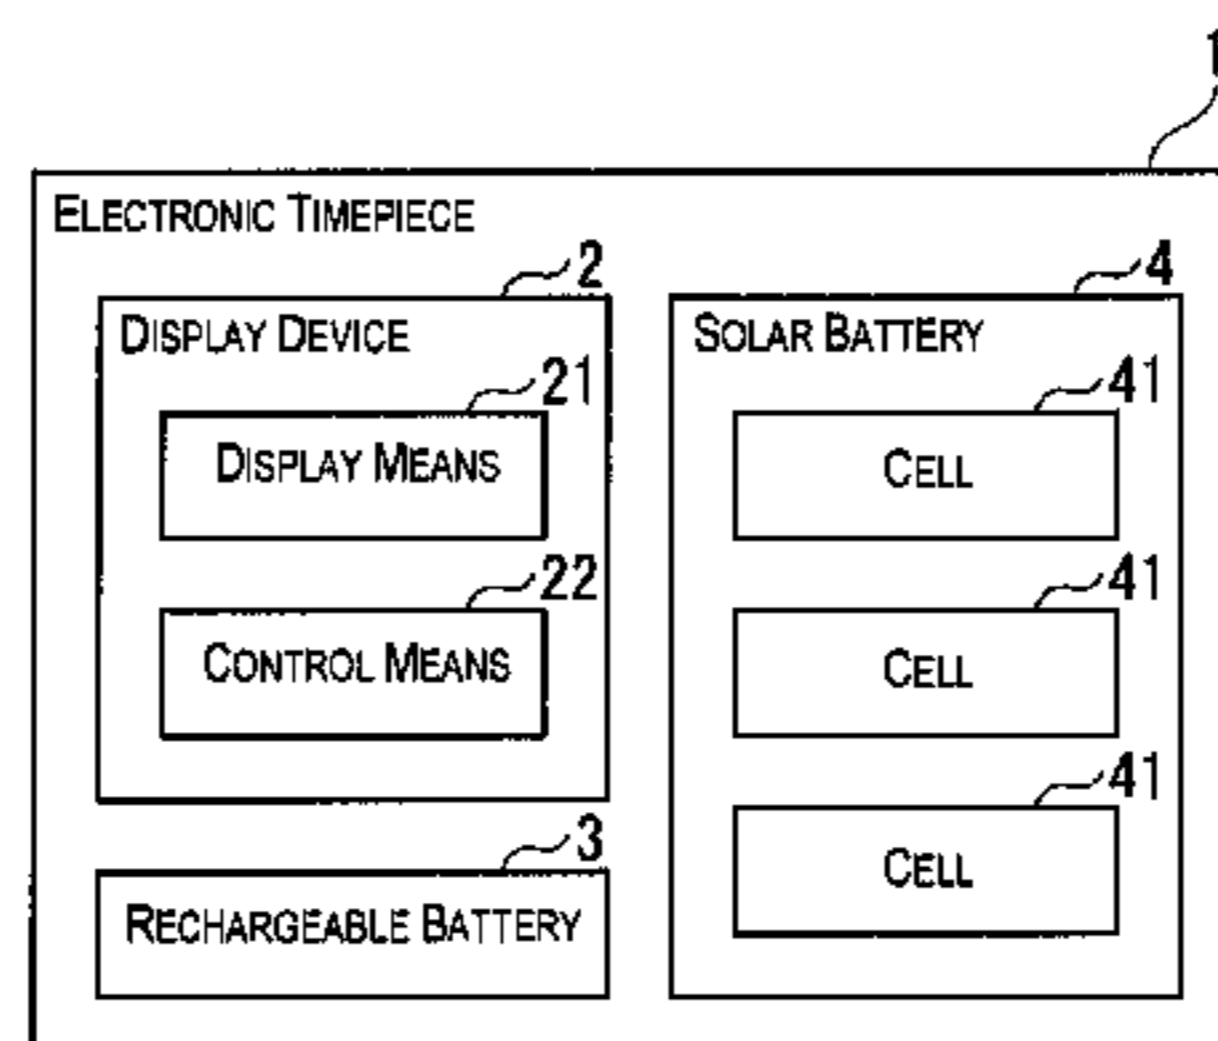 1
ELECTRONIC TIMEPIECE
2
DISPLAY DEVICE
21
DISPLAY MEANS
22
CONTROL MEANS
3
RECHARGEABLE BATTERY
4
SOLAR BATTERY
41
CELL
41
CELL
41
CELL